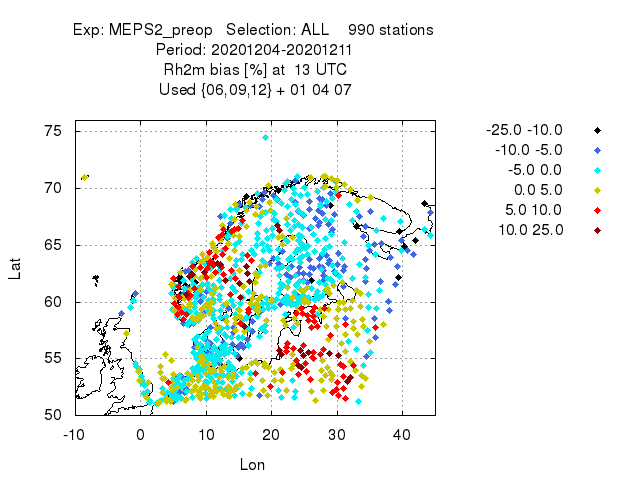 Exp: MEPS2_preop   Selection: ALL    990 stations
Period: 20201204-20201211
Rh2m bias [%] at  13 UTC
Used {06,09,12} + 01 04 07
-25.0 -10.0
-10.0 -5.0
-5.0 0.0
0.0 5.0
5.0 10.0
10.0 25.0
75
70
65
60
55
50
Lat
-10 0 10 20 30 40
Lon